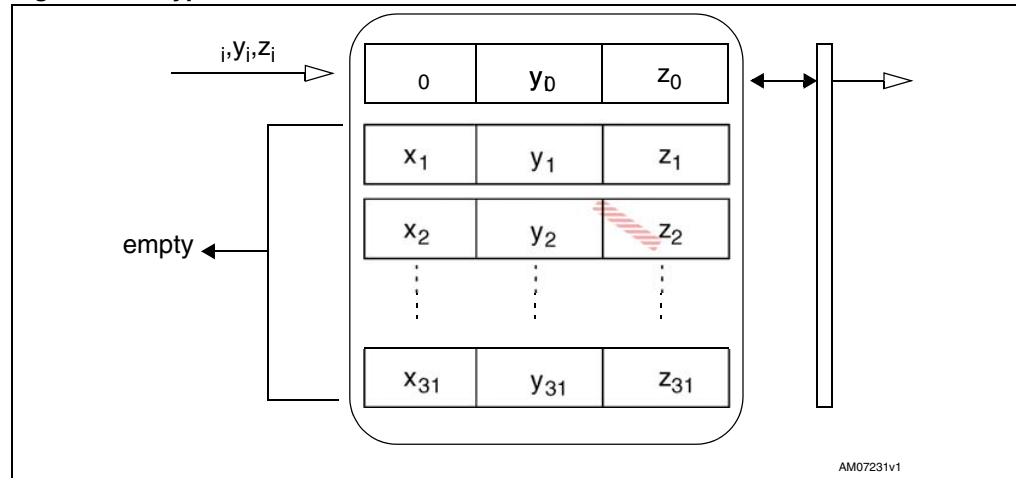 i,yi,zi
0 y0 z0
x1 y1 z1
x2 y2 z2
empty
x31 y31 z31
AM07231v1